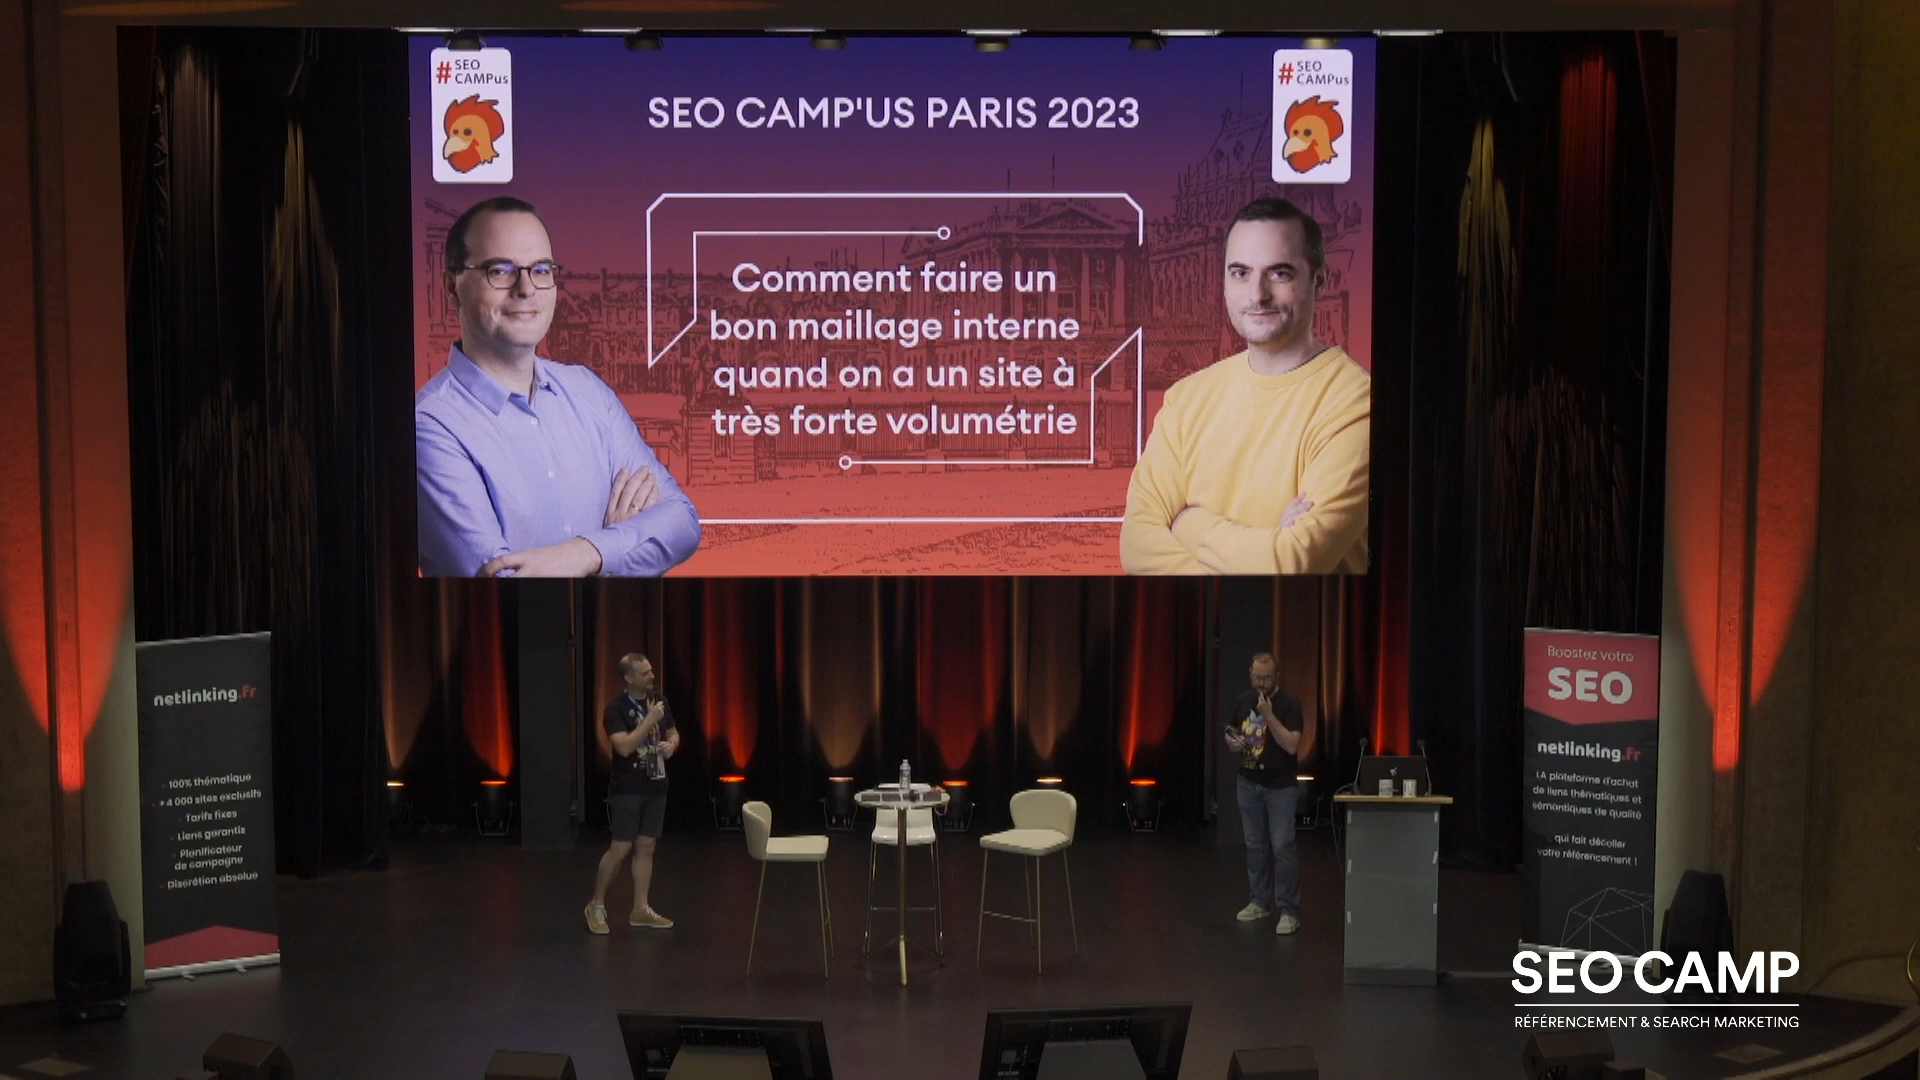 #SEO
CAMPus
SEO CAMP'US PARIS 2023
#SEO
CAMPus
Comment faire un
bon maillage interne
quand on a un site à
très forte volumétrie
netlinking.fr
100% thématique
+4 000 sites exclusifs
Tarifs fixes
Liens garantis
Planificateur
de campagne
Discrétion absolue
Boostez votre
SEO
netlinking.fr
LA plateforme d'achat
de liens thématiques et
sémantiques de qualité
qui fait décoller
votre référencement !
SEO CAMP
RÉFÉRENCEMENT & SEARCH MARKETING